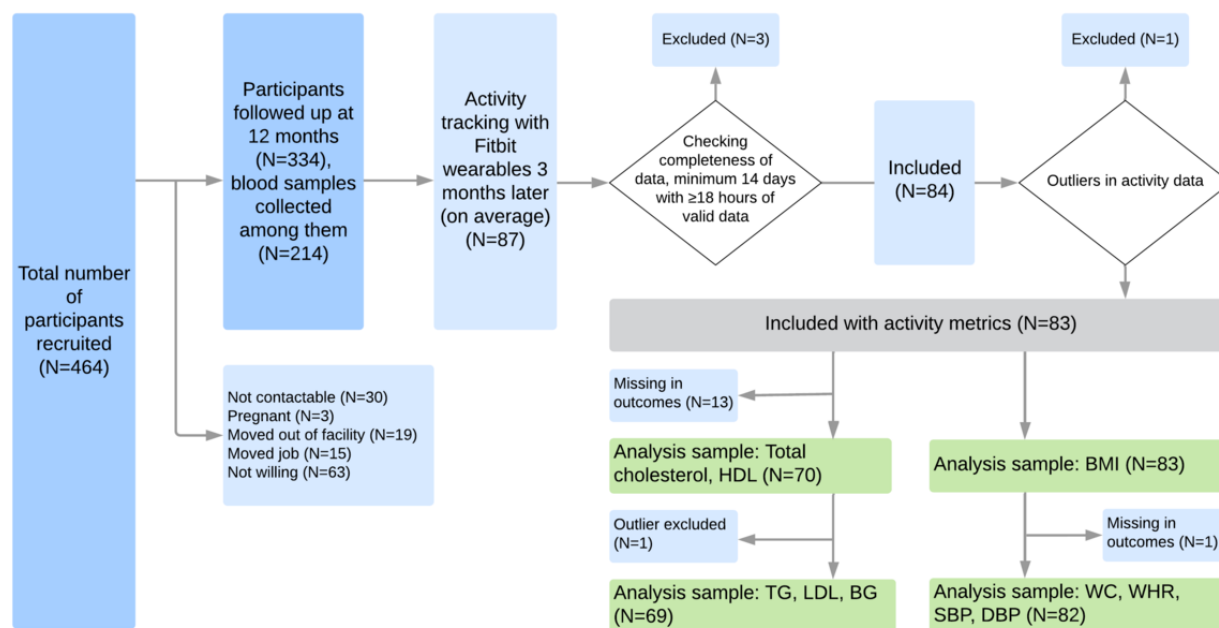 Total number
of
participants
recruited
(N=464)
Participants
followed up at
12 months
(N=334),
blood samples
collected
among them
(N=214)
Not contactable (N=30)
Pregnant (N=3)
Moved out of facility (N=19)
Moved job (N=15)
Not willing (N=63)
Activity
tracking with
Fitbit
wearables 3
months later
(on average)
(N=87)
Excluded (N=3)
Checking
completeness of
data, minimum 14 days
with ≥18 hours of
valid data
Included
(N=84)
Excluded (N=1)
Outliers in activity data
Included with activity metrics (N=83)
Missing in
outcomes (N=13)
Analysis sample: Total
cholesterol, HDL (N=70)
Outlier excluded
(N=1)
Analysis sample: TG, LDL, BG
(N=69)
Analysis sample: BMI (N=83)
Missing in
outcomes (N=1)
Analysis sample: WC, WHR,
SBP, DBP (N=82)